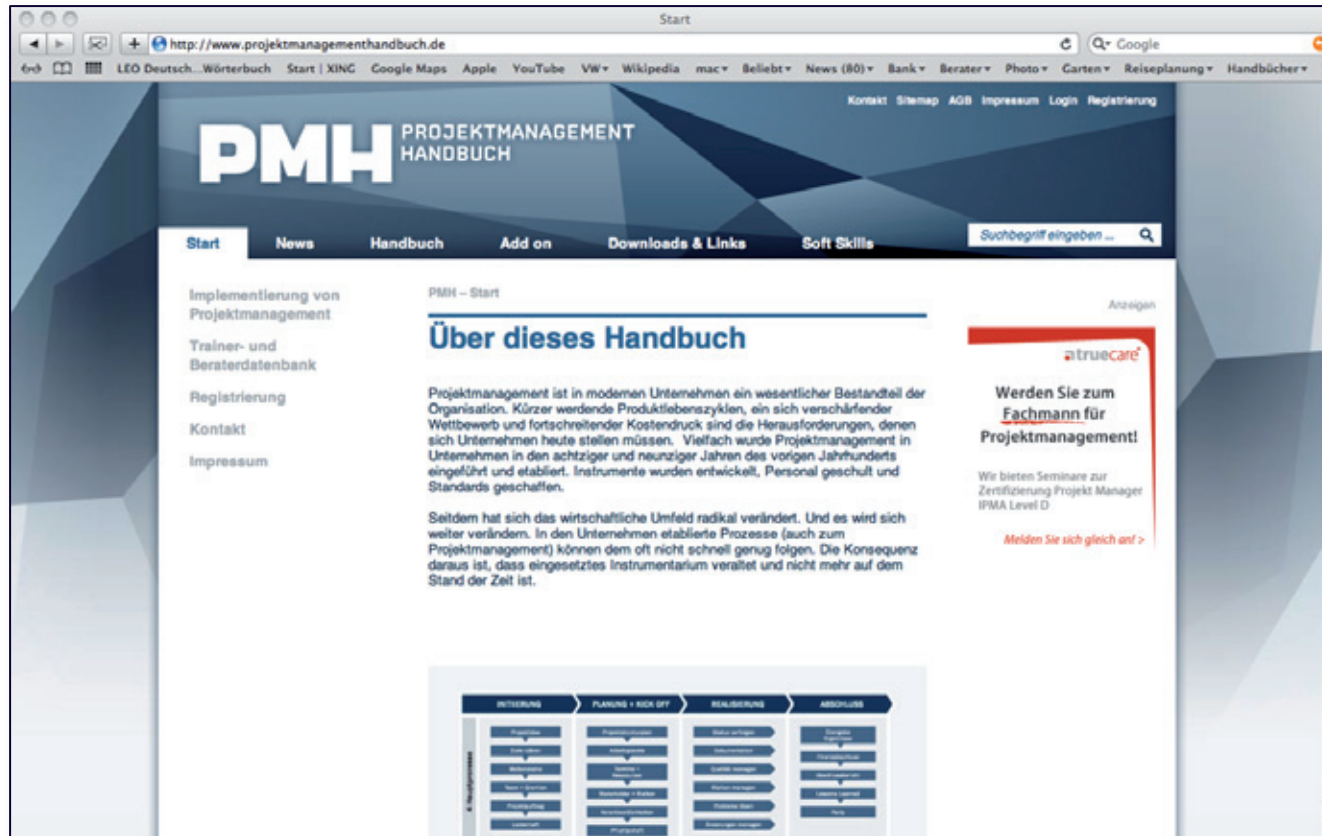 Start
http://www.projektmanagementhandbuch.de
Google
LEO Deutsch...Wörterbuch Start | XING Google Maps Apple YouTube VW Wikipedia mac Beliebt News (80) Bank Berater Photo Garten Reiseplanung Handbücher
Kontakt Sitemap AGB Impressum Login Registrierung
PMH PROJEKTMANAGEMENT
HANDBUCH
Start News Handbuch Add on Downloads & Links Soft Skills
Suchbegriff eingeben ...
Implementierung von
Projektmanagement
Trainer- und
Beraterdatenbank
Registrierung
Kontakt
Impressum
PMH – Start
Über dieses Handbuch
Projektmanagement ist in modernen Unternehmen ein wesentlicher Bestandteil der
Organisation. Kürzer werdende Produktlebenszyklen, ein sich verschärfender
Wettbewerb und fortschreitender Kostendruck sind die Herausforderungen, denen
sich Unternehmen heute stellen müssen. Vielfach wurde Projektmanagement in
Unternehmen in den achtziger und neunziger Jahren des vorigen Jahrhunderts
eingeführt und etabliert. Instrumente wurden entwickelt, Personal geschult und
Standards geschaffen.
Seitdem hat sich das wirtschaftliche Umfeld radikal verändert. Und es wird sich
weiter verändern. In den Unternehmen etablierte Prozesse (auch zum
Projektmanagement) können dem oft nicht schnell genug folgen. Die Konsequenz
daraus ist, dass eingesetztes Instrumentarium veraltet und nicht mehr auf dem
Stand der Zeit ist.
Anzeigen
atruecare
Werden Sie zum
Fachmann für
Projektmanagement!
Wir bieten Seminare zur
Zertifizierung Projekt Manager
IPMA Level D
Melden Sie sich gleich an! >
INITIIERUNG PLANUNG + KICK OFF REALISIERUNG ABSCHLUSS